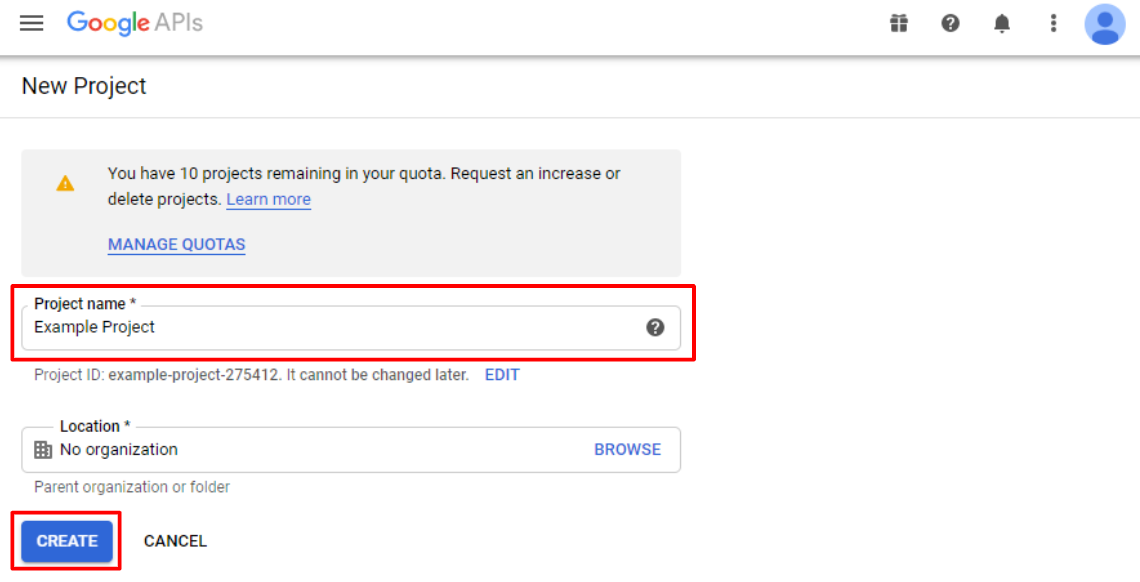 Google APIs
New Project
You have 10 projects remaining in your quota. Request an increase or
delete projects. Learn more
MANAGE QUOTAS
Project name *
Example Project
Project ID: example-project-275412. It cannot be changed later. EDIT
Location *
No organization BROWSE
Parent organization or folder
CREATE CANCEL